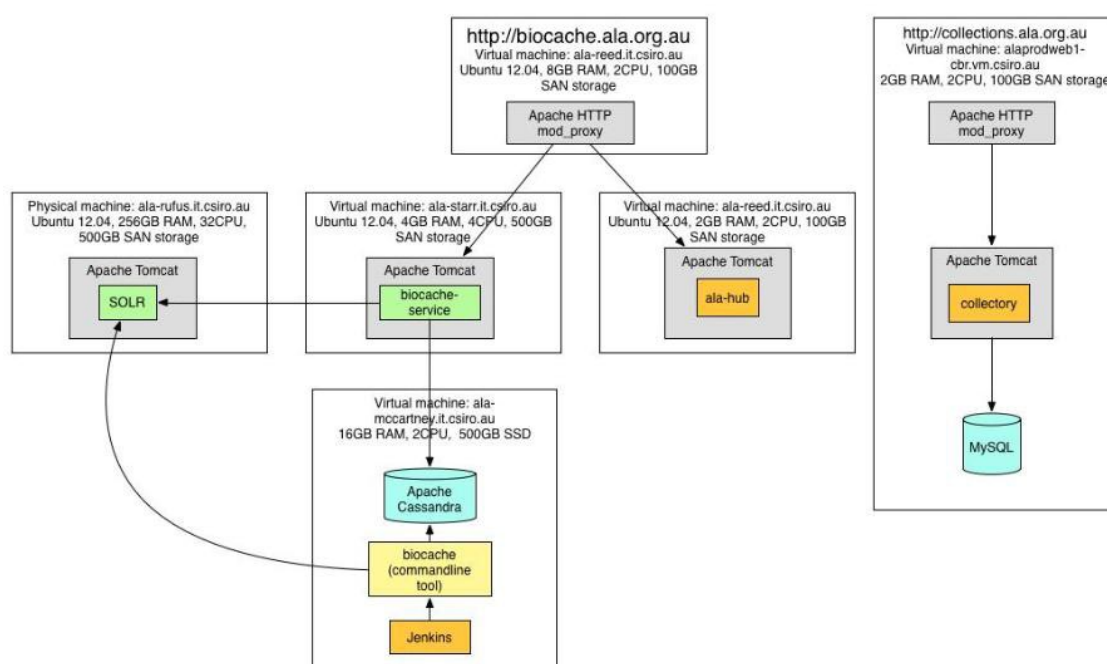 http://biocache.ala.org.au
Virtual machine: ala-reed.it.csiro.au
Ubuntu 12.04, 8GB RAM, 2CPU, 100GB
SAN storage
Apache HTTP
mod_proxy
http://collections.ala.org.au
Virtual machine: alaprodweb1-
cbr.vm.csiro.au
2GB RAM, 2CPU, 100GB SAN storage
Apache HTTP
mod_proxy
Physical machine: ala-rufus.it.csiro.au
Ubuntu 12.04, 256GB RAM, 32CPU,
500GB SAN storage
Apache Tomcat
SOLR
Virtual machine: ala-starr.it.csiro.au
Ubuntu 12.04, 4GB RAM, 4CPU, 500GB
SAN storage
Apache Tomcat
biocache-
service
Virtual machine: ala-reed.it.csiro.au
Ubuntu 12.04, 2GB RAM, 2CPU, 100GB
SAN storage
Apache Tomcat
ala-hub
Apache Tomcat
collectory
MySQL
Virtual machine: ala-
mccartney.it.csiro.au
16GB RAM, 2CPU, 500GB SSD
Apache
Cassandra
biocache
(commandline
tool)
Jenkins